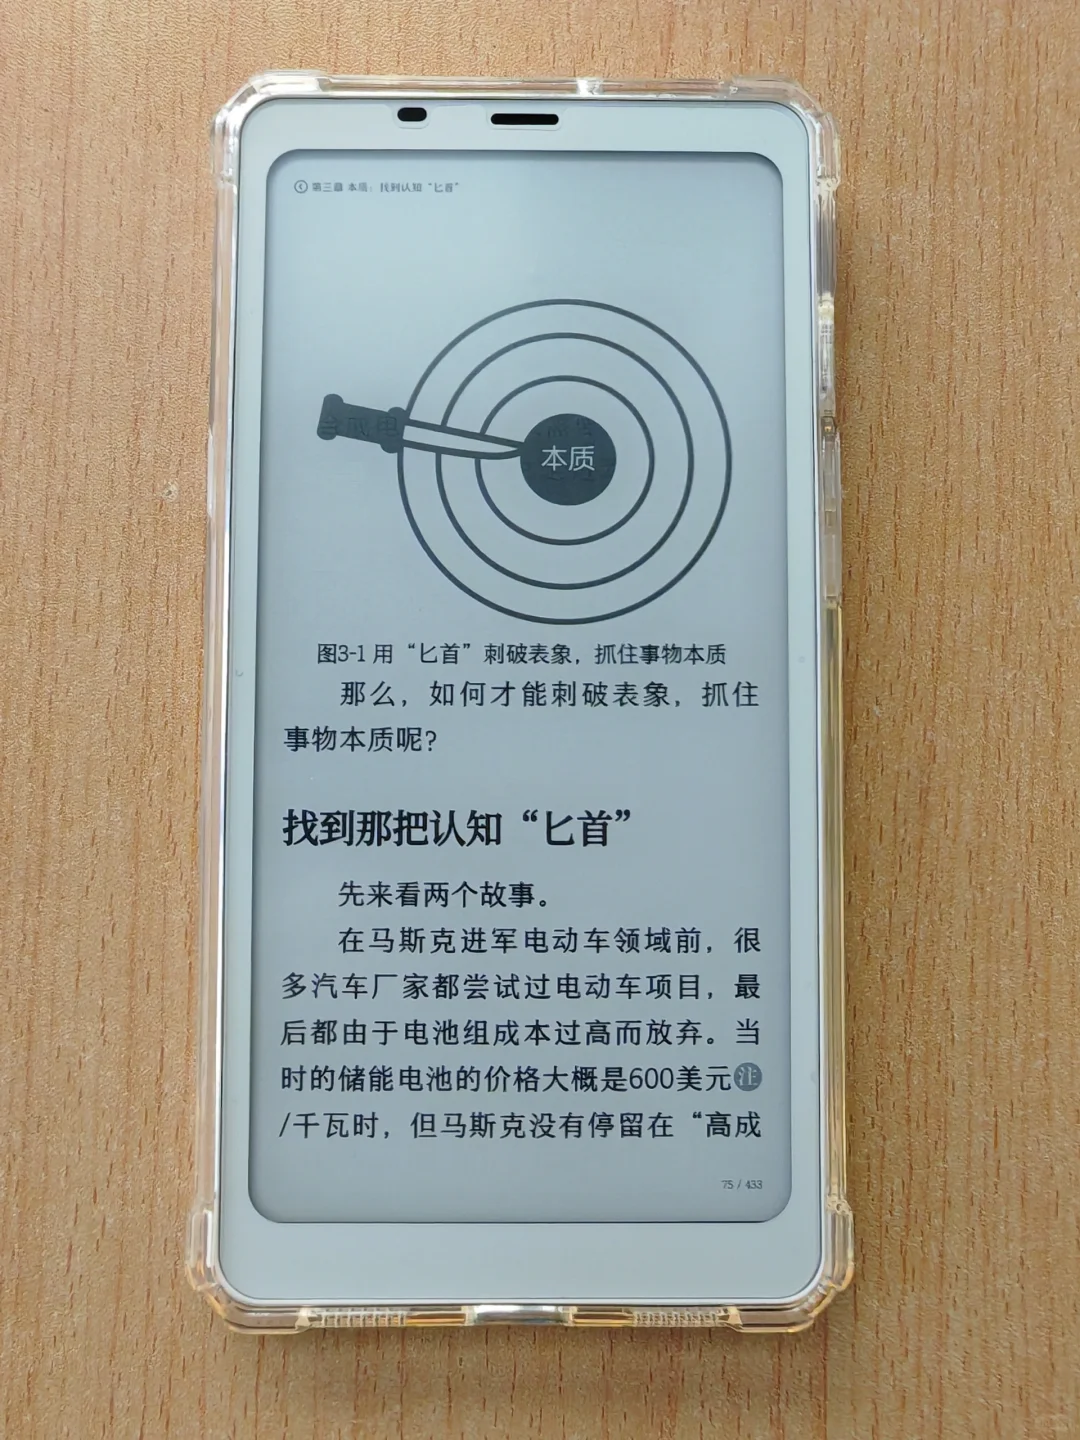 第三章 本质：找到认知“匕首”
本质
图3-1 用“匕首”刺破表象，抓住事物本质
那么，如何才能刺破表象，抓住
事物本质呢？
找到那把认知“匕首”
先来看两个故事。
在马斯克进军电动车领域前，很
多汽车厂家都尝试过电动车项目，最
后都由于电池组成本过高而放弃。当
时的储能电池的价格大概是600美元注
/千瓦时，但马斯克没有停留在“高成
75 / 433